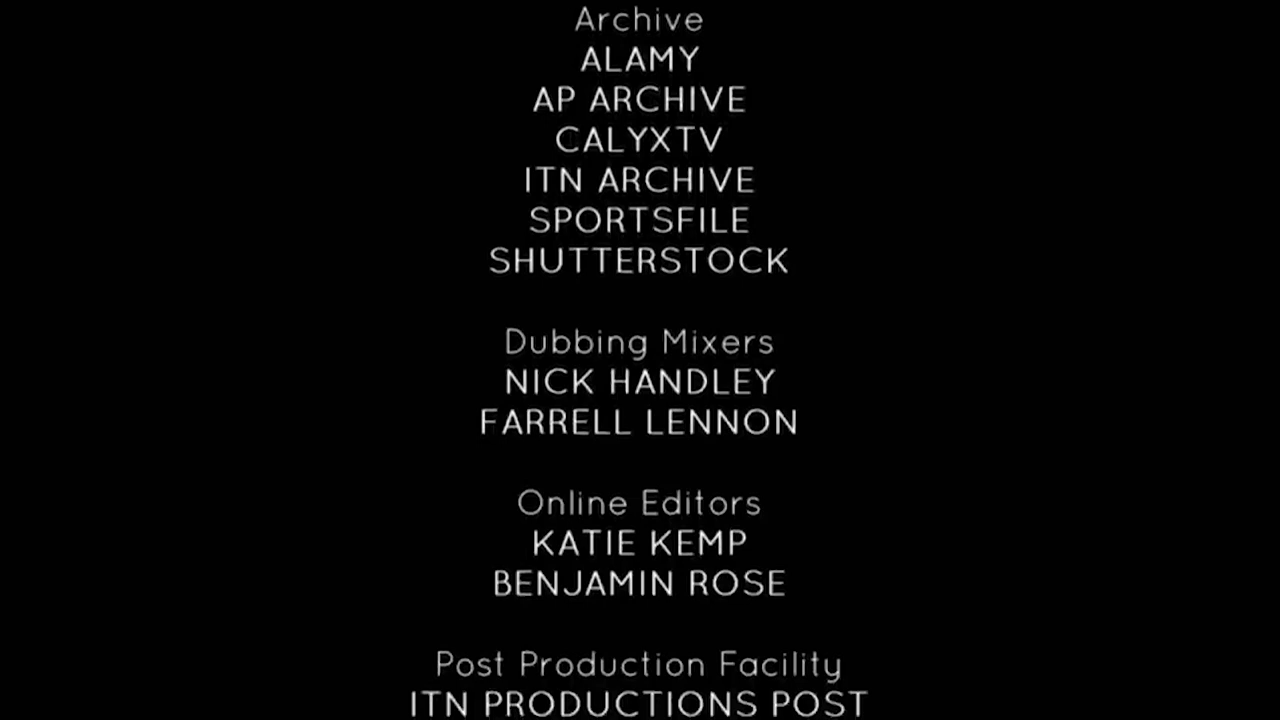 Archive
ALAMY
AP ARCHIVE
CALYXTV
ITN ARCHIVE
SPORTSFILE
SHUTTERSTOCK
Dubbing Mixers
NICK HANDLEY
FARRELL LENNON
Online Editors
KATIE KEMP
BENJAMIN ROSE
Post Production Facility
ITN PRODUCTIONS POST